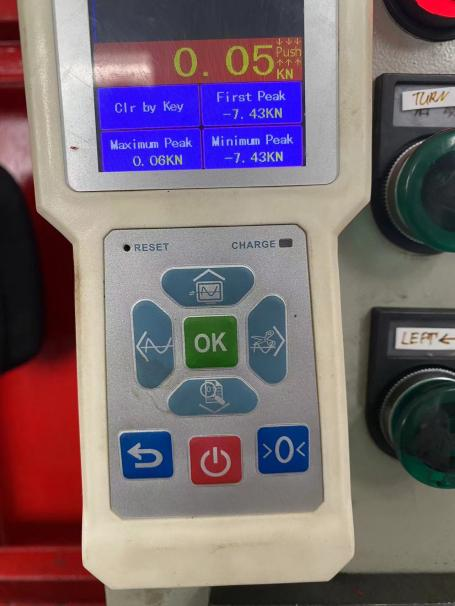 0.05
Push
KN
Clr by Key
First Peak
-7.43KN
Maximum Peak
0.06KN
Minimum Peak
-7.43KN
RESET
CHARGE
OK
>0<
TURN
LEFT ←